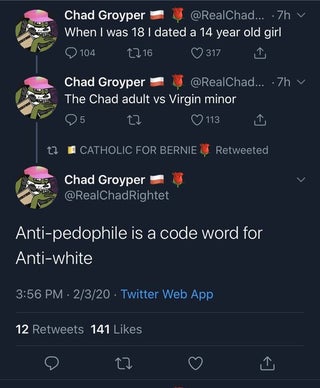 Chad Groyper 🇵🇱 🌹 @RealChad... · 7h
When I was 18 I dated a 14 year old girl
104 16 317
Chad Groyper 🇵🇱 🌹 @RealChad... · 7h
The Chad adult vs Virgin minor
5 113
CATHOLIC FOR BERNIE🌹 Retweeted
Chad Groyper 🇵🇱 🌹
@RealChadRightet
Anti-pedophile is a code word for
Anti-white
3:56 PM · 2/3/20 · Twitter Web App
12 Retweets 141 Likes